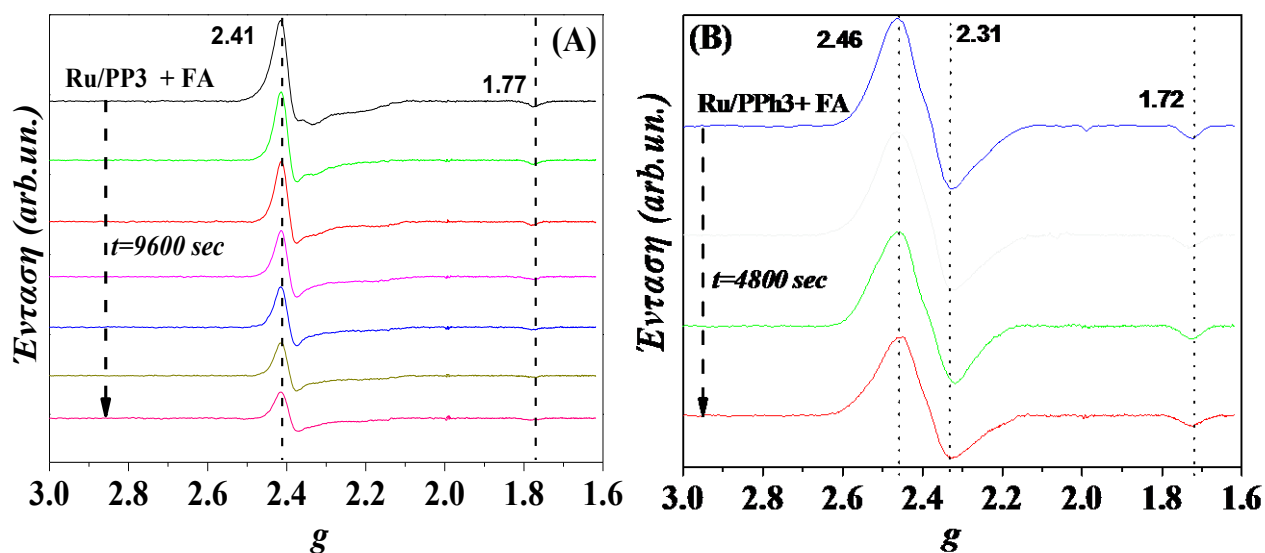 (A)
2.41
Ru/PP3 + FA
1.77
t=9600 sec
Ένταση (arb.un.)
3.0 2.8 2.6 2.4 2.2 2.0 1.8 1.6
g
(B)
2.46 2.31
Ru/PPh3+ FA
1.72
t=4800 sec
Ένταση (arb.un.)
3.0 2.8 2.6 2.4 2.2 2.0 1.8 1.6
g